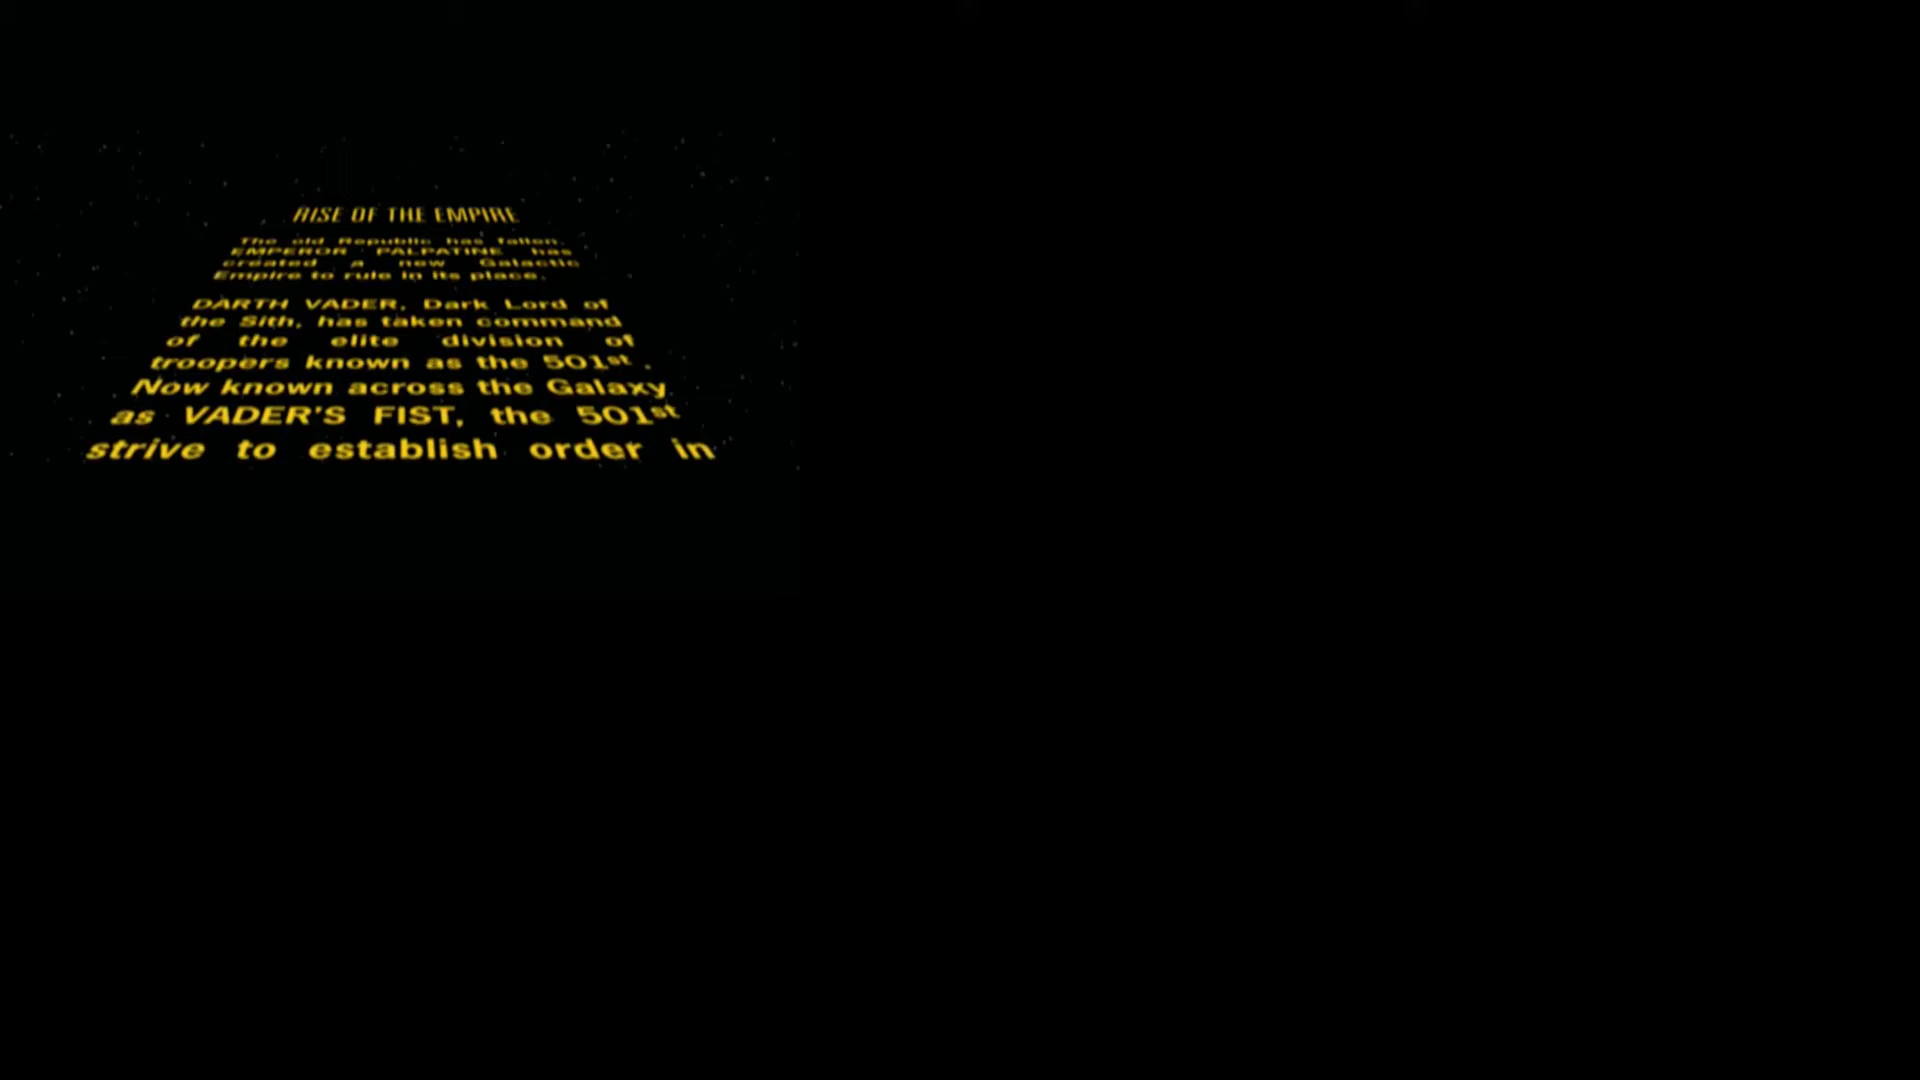 RISE OF THE EMPIRE
The old Republic has fallen.
EMPEROR PALPATINE has
created a new Galactic
Empire to rule in its place.
DARTH VADER, Dark Lord of
the Sith, has taken command
of the elite division of
troopers known as the 501st .
Now known across the Galaxy
as VADER'S FIST, the 501st
strive to establish order in